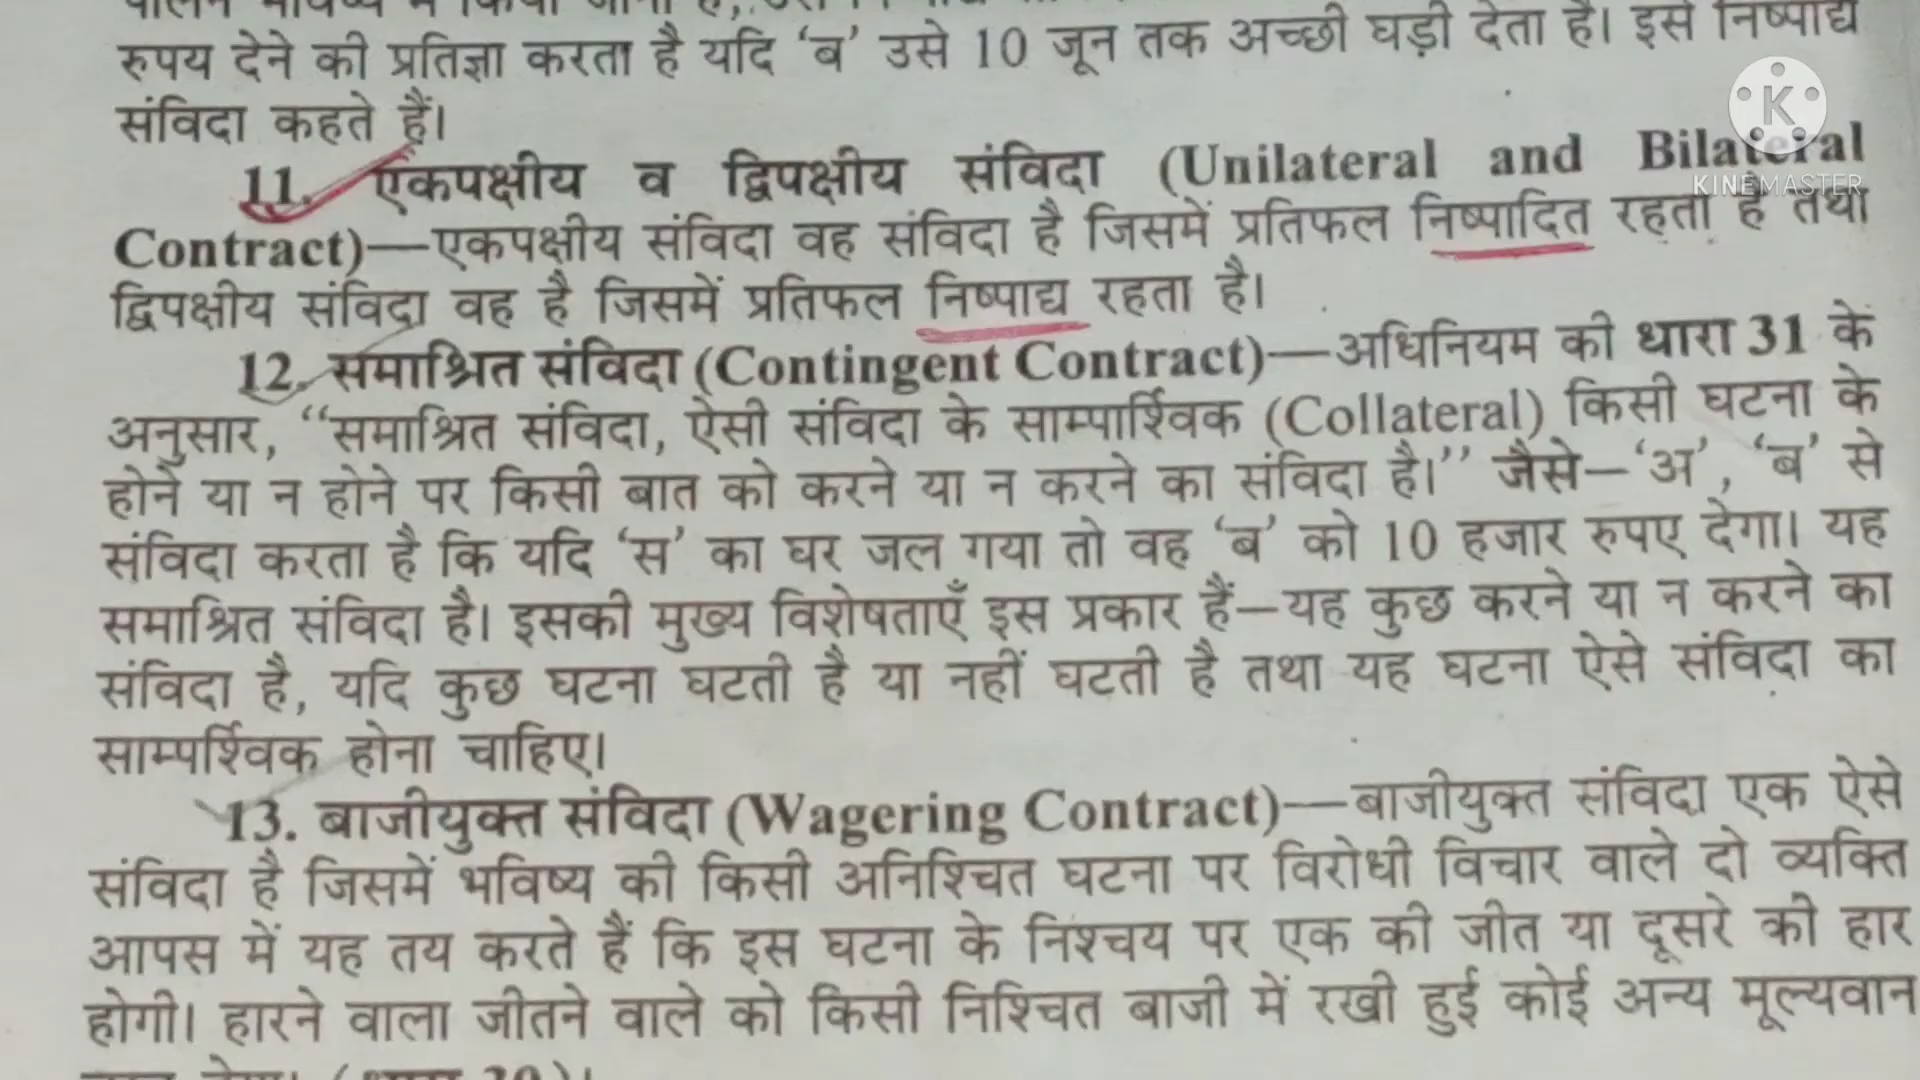 रुपय देने की प्रतिज्ञा करता है यदि ‘ब’ उसे 10 जून तक अच्छी घड़ी देता है। इसे निष्पाद्य
संविदा कहते हैं।
11. एकपक्षीय व द्विपक्षीय संविदा (Unilateral and Bilateral
Contract)—एकपक्षीय संविदा वह संविदा है जिसमें प्रतिफल निष्पादित रहता है तथा
द्विपक्षीय संविदा वह है जिसमें प्रतिफल निष्पाद्य रहता है।
12. समाश्रित संविदा (Contingent Contract)—अधिनियम की धारा 31 के
अनुसार, ‘‘समाश्रित संविदा, ऐसी संविदा के साम्पार्श्विक (Collateral) किसी घटना के
होने या न होने पर किसी बात को करने या न करने का संविदा है।’’ जैसे—‘अ’, ‘ब’ से
संविदा करता है कि यदि ‘स’ का घर जल गया तो वह ‘ब’ को 10 हजार रुपए देगा। यह
समाश्रित संविदा है। इसकी मुख्य विशेषताएँ इस प्रकार हैं—यह कुछ करने या न करने का
संविदा है, यदि कुछ घटना घटती है या नहीं घटती है तथा यह घटना ऐसे संविदा का
साम्पर्श्विक होना चाहिए।
13. बाजीयुक्त संविदा (Wagering Contract)—बाजीयुक्त संविदा एक ऐसे
संविदा है जिसमें भविष्य की किसी अनिश्चित घटना पर विरोधी विचार वाले दो व्यक्ति
आपस में यह तय करते हैं कि इस घटना के निश्चय पर एक की जीत या दूसरे की हार
होगी। हारने वाला जीतने वाले को किसी निश्चित बाजी में रखी हुई कोई अन्य मूल्यवान
K
KINEMASTER